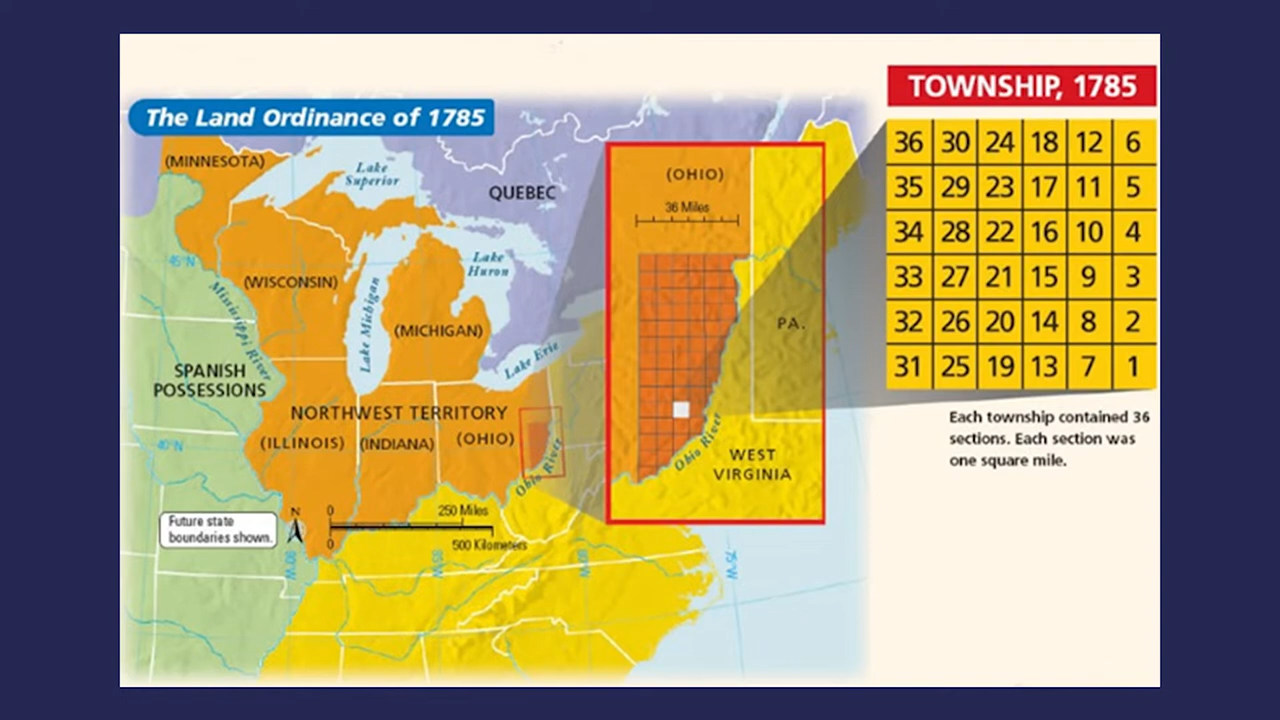 The Land Ordinance of 1785
(MINNESOTA)
Lake
Superior
QUEBEC
45°N
(WISCONSIN)
Lake
Huron
Mississippi River
Lake Michigan
(MICHIGAN)
Lake Erie
SPANISH
POSSESSIONS
NORTHWEST TERRITORY
(ILLINOIS)
(INDIANA)
(OHIO)
40°N
Ohio River
Future state
boundaries shown.
N
0
250 Miles
0
500 Kilometers
90°W
85°W
80°W
75°W
(OHIO)
36 Miles
PA.
Ohio River
WEST
VIRGINIA
TOWNSHIP, 1785
36 30 24 18 12 6
35 29 23 17 11 5
34 28 22 16 10 4
33 27 21 15 9 3
32 26 20 14 8 2
31 25 19 13 7 1
Each township contained 36
sections. Each section was
one square mile.